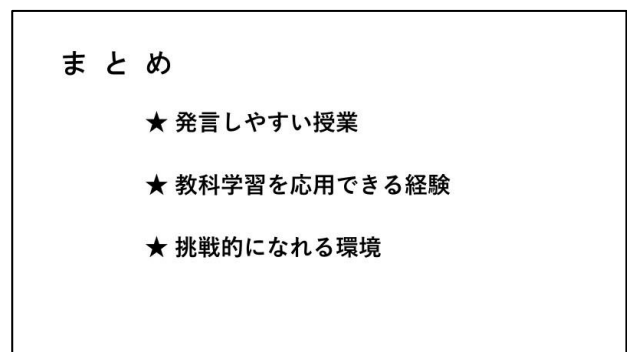 まとめ
★ 発言しやすい授業
★ 教科学習を応用できる経験
★ 挑戦的になれる環境